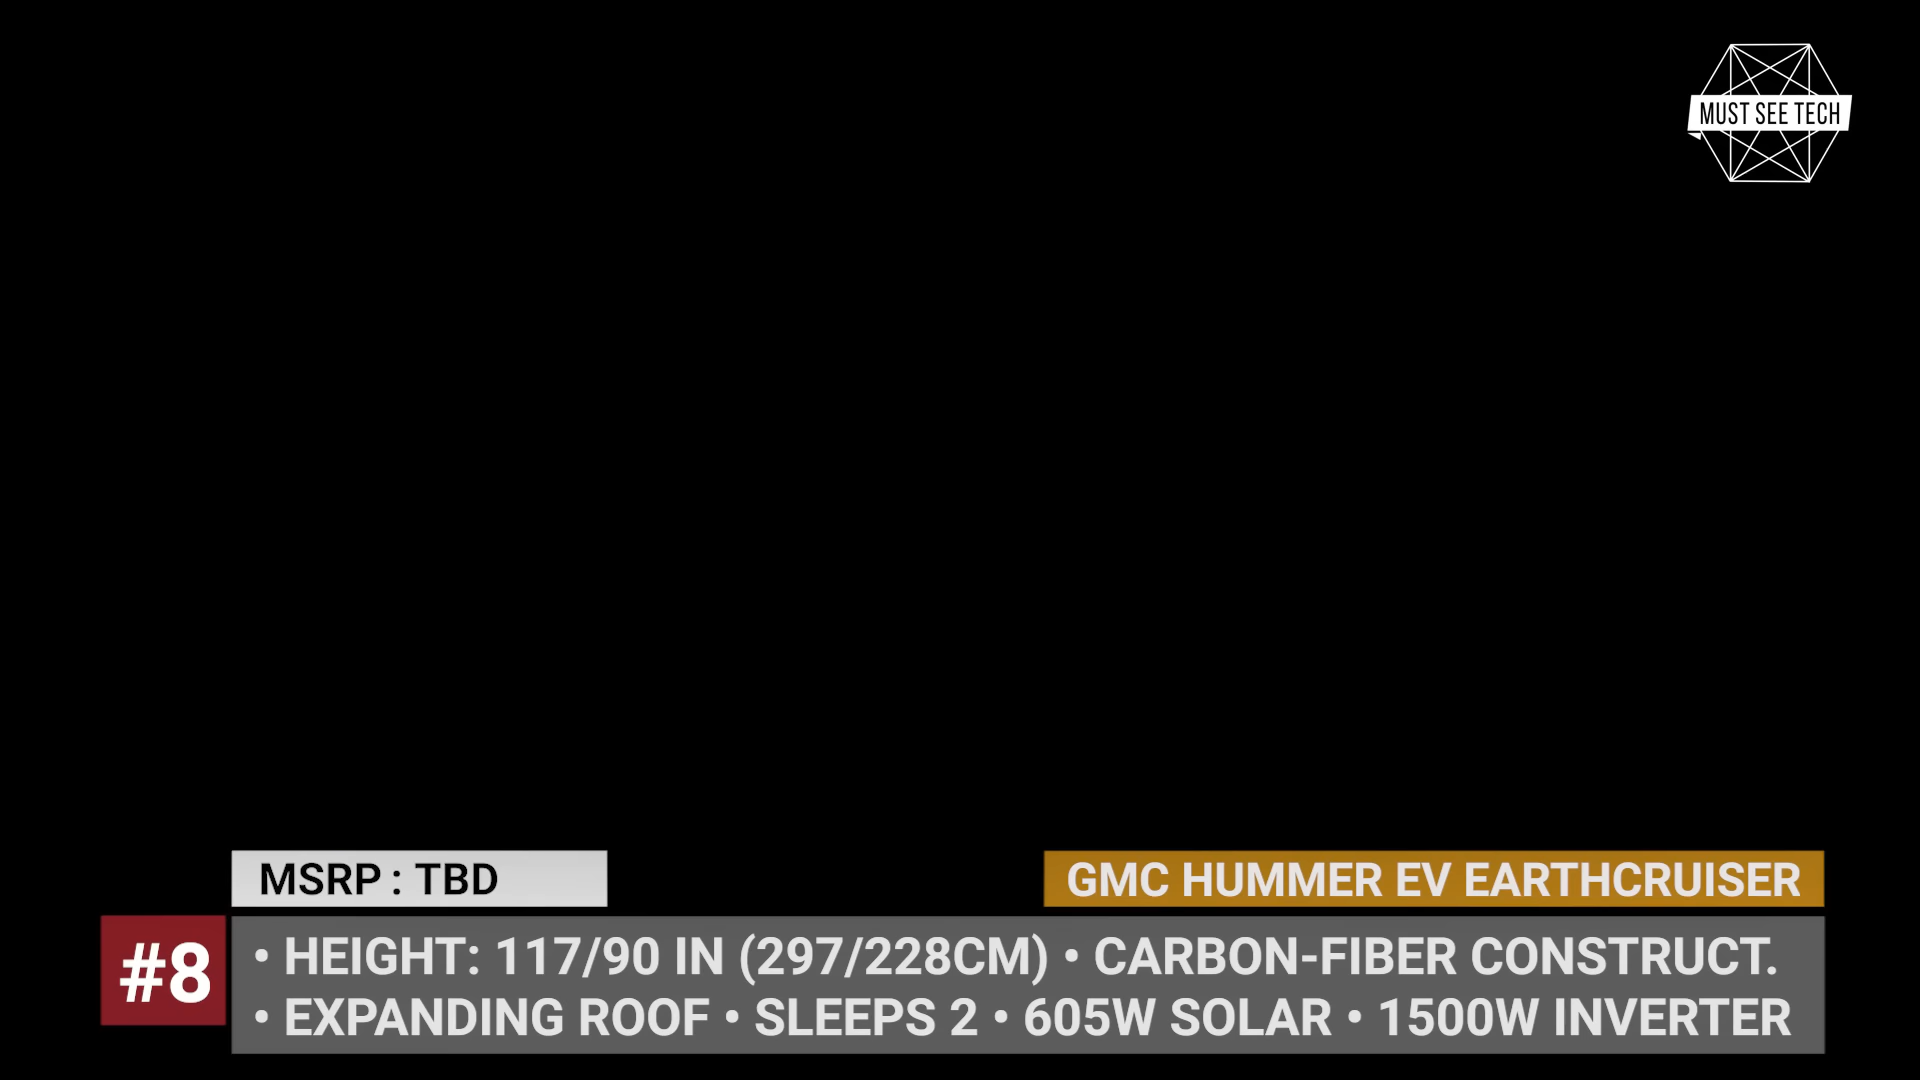 MUST SEE TECH
MSRP : TBD
GMC HUMMER EV EARTHCRUISER
#8
• HEIGHT: 117/90 IN (297/228CM) • CARBON-FIBER CONSTRUCT.
• EXPANDING ROOF • SLEEPS 2 • 605W SOLAR • 1500W INVERTER